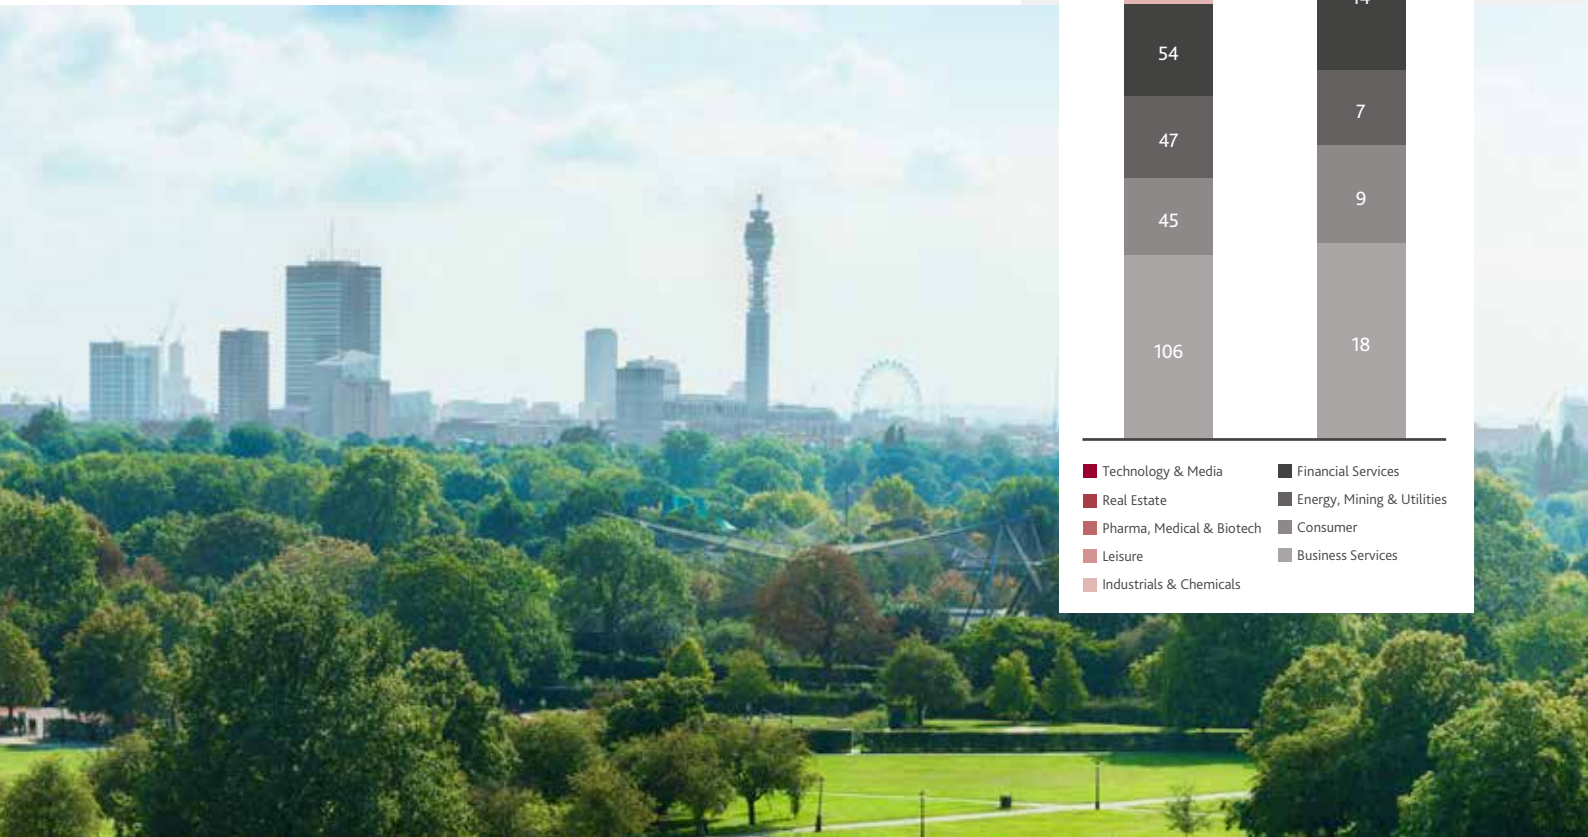 54
47
45
106
7
9
18
Technology & Media
Real Estate
Pharma, Medical & Biotech
Leisure
Industrials & Chemicals
Financial Services
Energy, Mining & Utilities
Consumer
Business Services